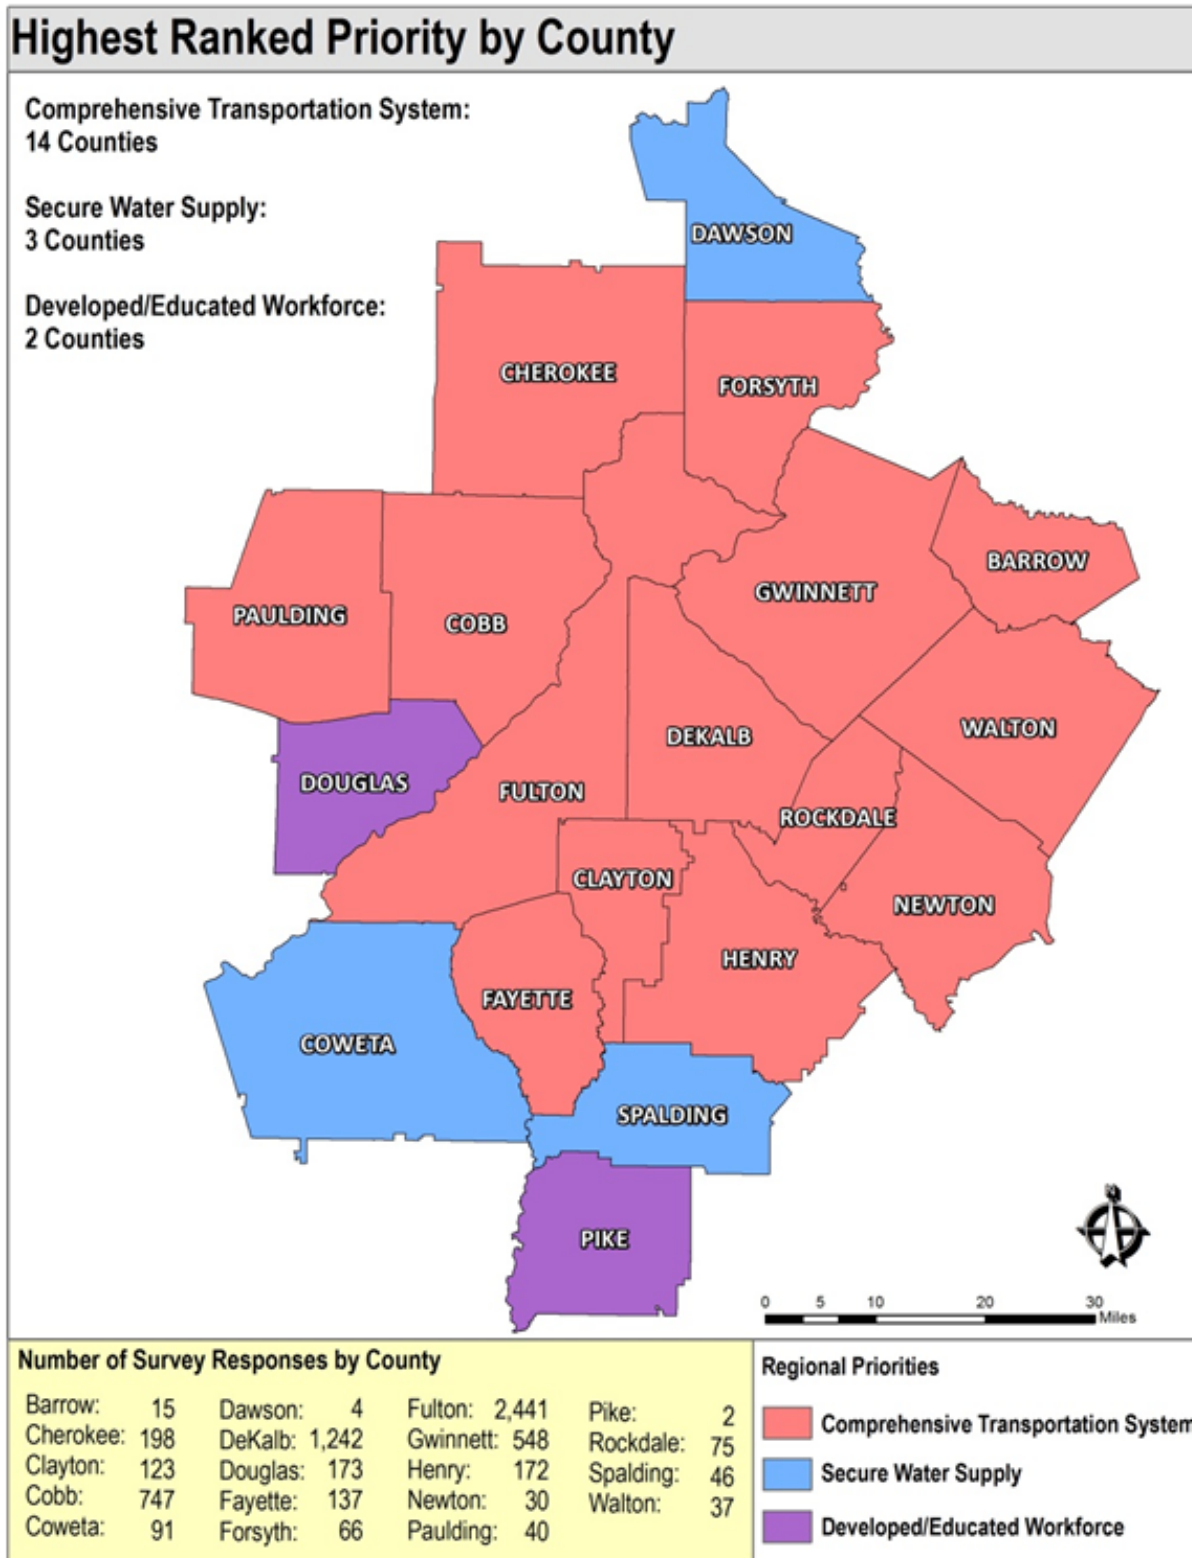 Highest Ranked Priority by County
Comprehensive Transportation System:
14 Counties
Secure Water Supply:
3 Counties
Developed/Educated Workforce:
2 Counties
DAWSON
CHEROKEE
FORSYTH
BARROW
GWINNETT
PAULDING
COBB
WALTON
DEKALB
DOUGLAS
FULTON
ROCKDALE
CLAYTON
NEWTON
HENRY
FAYETTE
COWETA
SPALDING
PIKE
0 5 10 20 30
Miles
Number of Survey Responses by County
Barrow: 15
Cherokee: 198
Clayton: 123
Cobb: 747
Coweta: 91
Dawson: 4
DeKalb: 1,242
Douglas: 173
Fayette: 137
Forsyth: 66
Fulton: 2,441
Gwinnett: 548
Henry: 172
Newton: 30
Paulding: 40
Pike: 2
Rockdale: 75
Spalding: 46
Walton: 37
Regional Priorities
Comprehensive Transportation System
Secure Water Supply
Developed/Educated Workforce